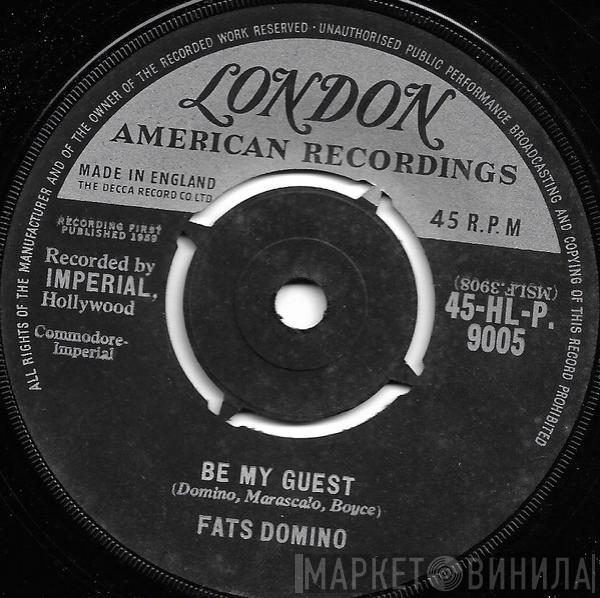 ALL RIGHTS OF THE MANUFACTURER AND OF THE OWNER OF THE RECORDED WORK RESERVED · UNAUTHORISED PUBLIC PERFORMANCE BROADCASTING AND COPYING OF THIS RECORD PROHIBITED
LONDON
AMERICAN RECORDINGS
MADE IN ENGLAND
THE DECCA RECORD CO. LTD.
45 R.P.M
RECORDING FIRST
PUBLISHED 1959
Recorded by
IMPERIAL,
Hollywood
Commodore-
Imperial
(MSLF.3908)
45-HL-P.
9005
BE MY GUEST
(Domino, Marascalo, Boyce)
FATS DOMINO
МАРКЕТ ВИНИЛА